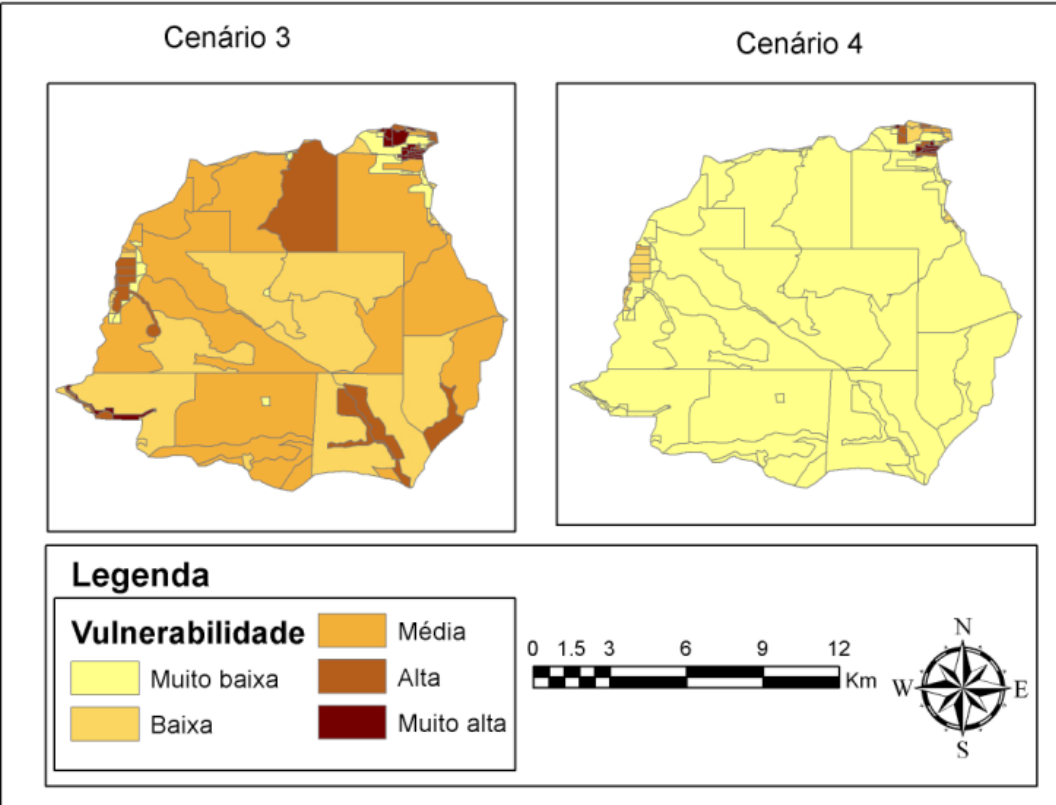 Cenário 3
Cenário 4
Legenda
Vulnerabilidade
Muito baixa
Baixa
Média
Alta
Muito alta
0 1.5 3 6 9 12
Km
N
W E
S